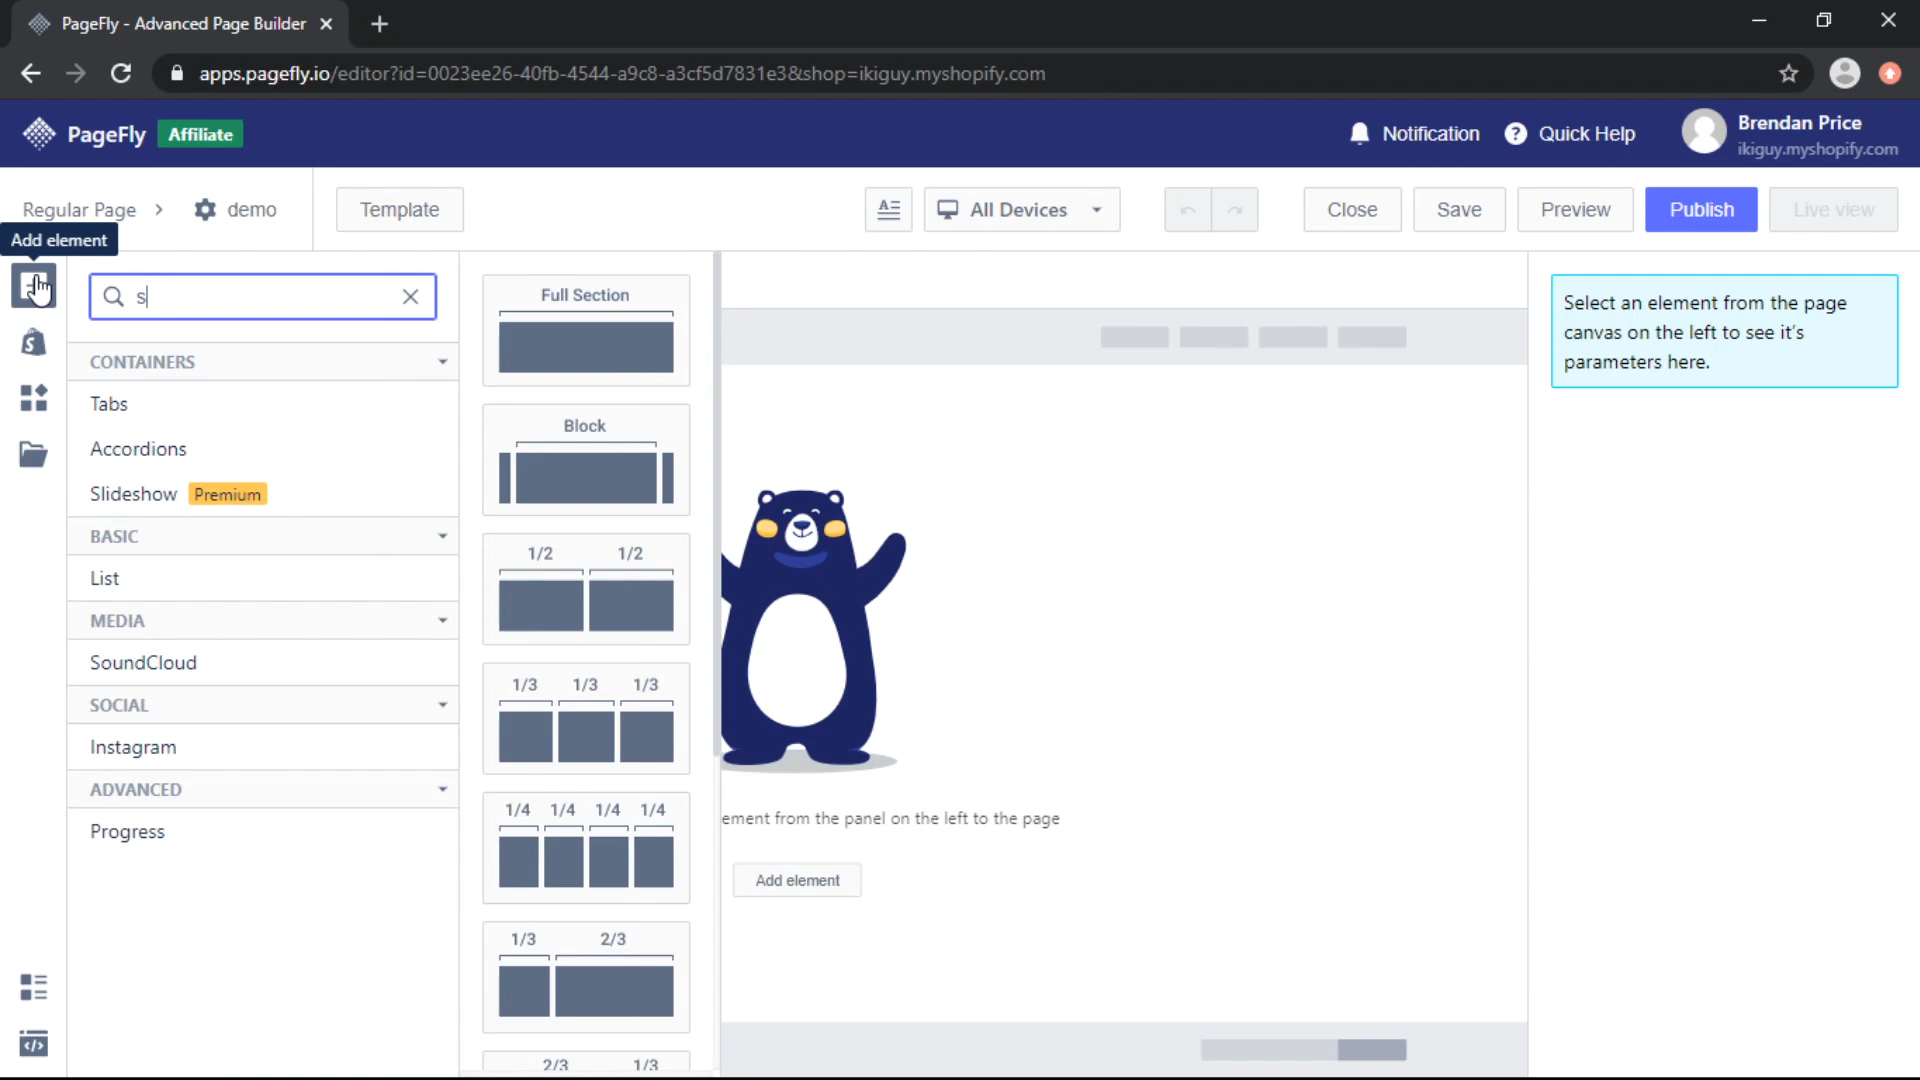 PageFly - Advanced Page Builder
apps.pagefly.io/editor?id=0023ee26-40fb-4544-a9c8-a3cf5d7831e3&shop=ikiguy.myshopify.com
PageFly Affiliate
Notification
Quick Help
Brendan Price
ikiguy.myshopify.com
Regular Page
demo
Template
All Devices
Close
Save
Preview
Publish
Live view
Add element
s
CONTAINERS
Tabs
Accordions
Slideshow Premium
BASIC
List
MEDIA
SoundCloud
SOCIAL
Instagram
ADVANCED
Progress
Full Section
Block
1/2 1/2
1/3 1/3 1/3
1/4 1/4 1/4 1/4
1/3 2/3
2/3 1/3
ement from the panel on the left to the page
Add element
Select an element from the page
canvas on the left to see it's
parameters here.